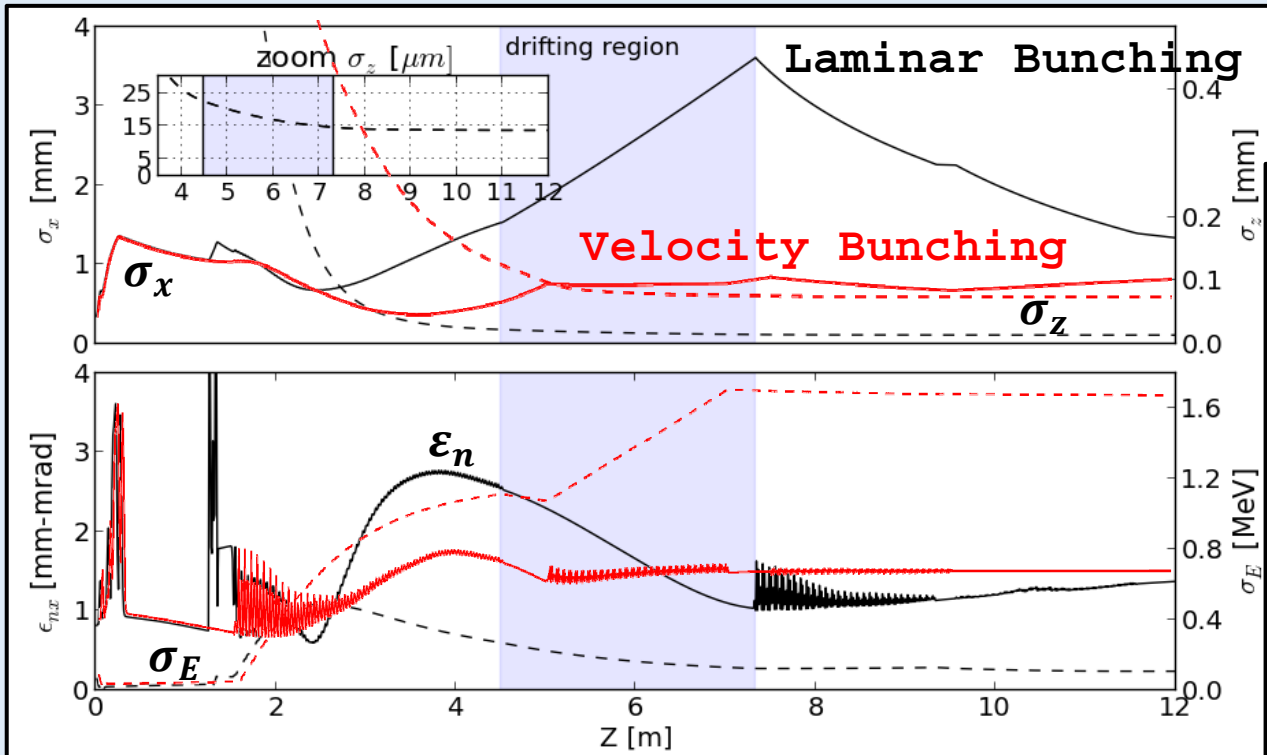 4
3
2
1
0
σx [mm]
drifting region
zoom σz [μm]
25
15
5
0
4 5 6 7 8 9 10 11 12
Laminar Bunching
Velocity Bunching
σx
σz
0.4
0.2
0.1
0.0
σz [mm]
4
3
2
1
0
ϵnx [mm-mrad]
εn
σE
1.6
1.2
0.8
0.4
0.0
σE [MeV]
0 2 4 6 8 10 12
Z [m]